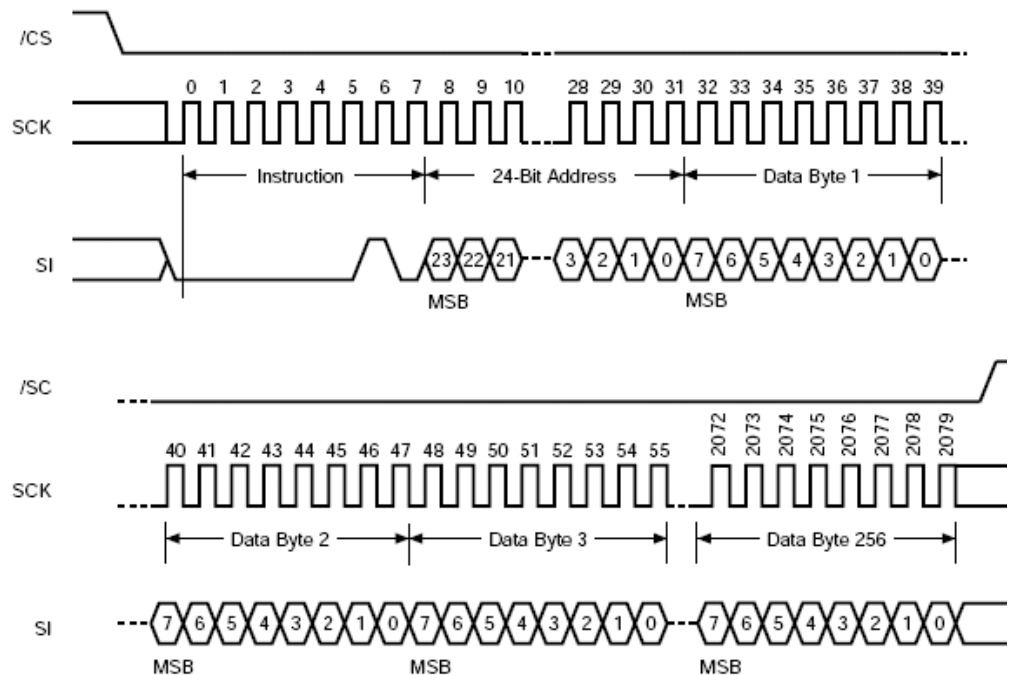 /CS
0 1 2 3 4 5 6 7 8 9 10 28 29 30 31 32 33 34 35 36 37 38 39
SCK
Instruction 24-Bit Address Data Byte 1
SI 23 22 21 3 2 1 0 7 6 5 4 3 2 1 0
MSB MSB
/SC
40 41 42 43 44 45 46 47 48 49 50 51 52 53 54 55 2072 2073 2074 2075 2076 2077 2078 2079
SCK
Data Byte 2 Data Byte 3 Data Byte 256
SI 7 6 5 4 3 2 1 0 7 6 5 4 3 2 1 0 7 6 5 4 3 2 1 0
MSB MSB MSB